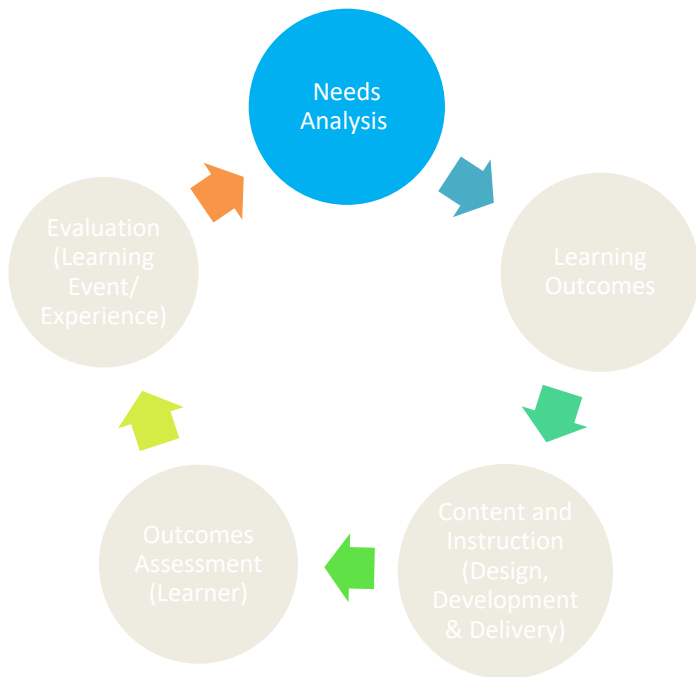 Needs
Analysis
Learning
Outcomes
Content and
Instruction
(Design,
Development
& Delivery)
Outcomes
Assessment
(Learner)
Evaluation
(Learning
Event/
Experience)